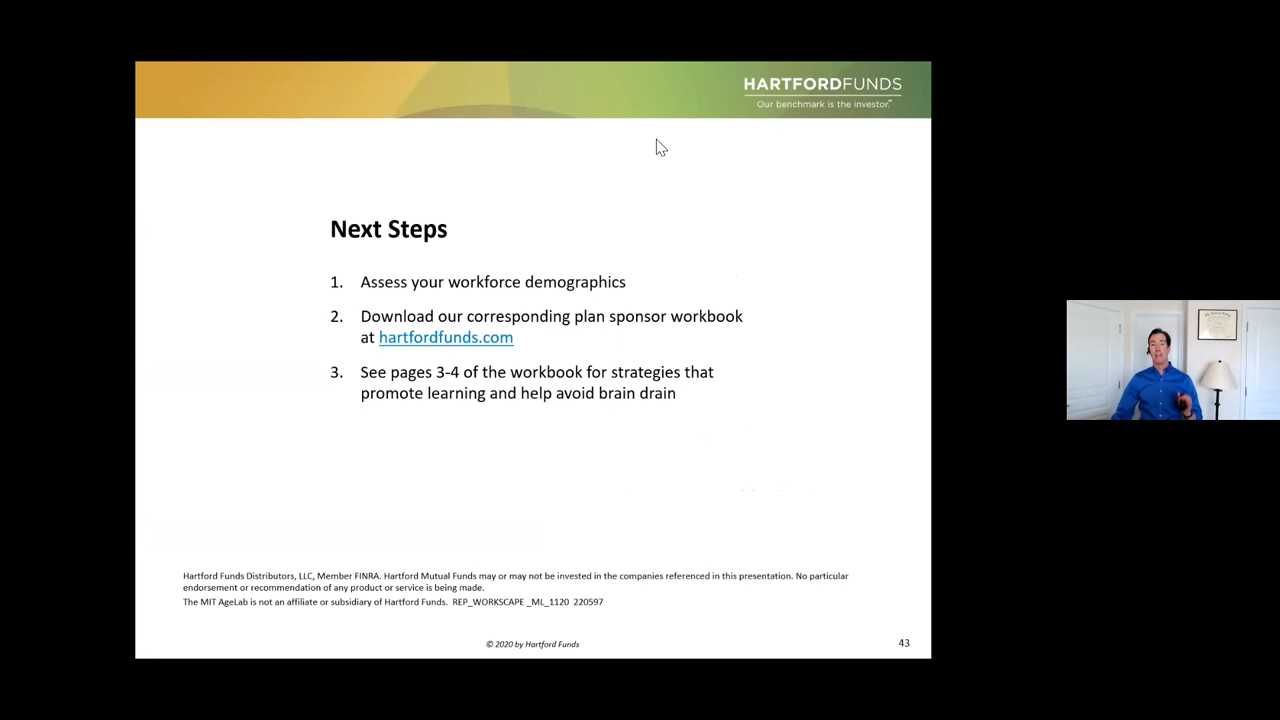 HARTFORDFUNDS
Our benchmark is the investor.™
Next Steps
1. Assess your workforce demographics
2. Download our corresponding plan sponsor workbook
at hartfordfunds.com
3. See pages 3-4 of the workbook for strategies that
promote learning and help avoid brain drain
Hartford Funds Distributors, LLC, Member FINRA. Hartford Mutual Funds may or may not be invested in the companies referenced in this presentation. No particular
endorsement or recommendation of any product or service is being made.
The MIT AgeLab is not an affiliate or subsidiary of Hartford Funds. REP_WORKSCAPE _ML_1120 220597
© 2020 by Hartford Funds
43